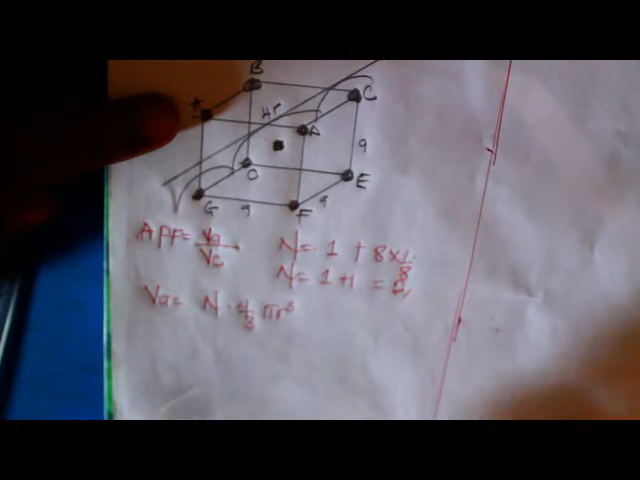 B
C
4r
A
9
O
E
G
9
F
9
APF = Va/Vc
N = 1 + 8 × 1/8
N = 1 + 1 = 2,
Va = N · 4/3 πr³